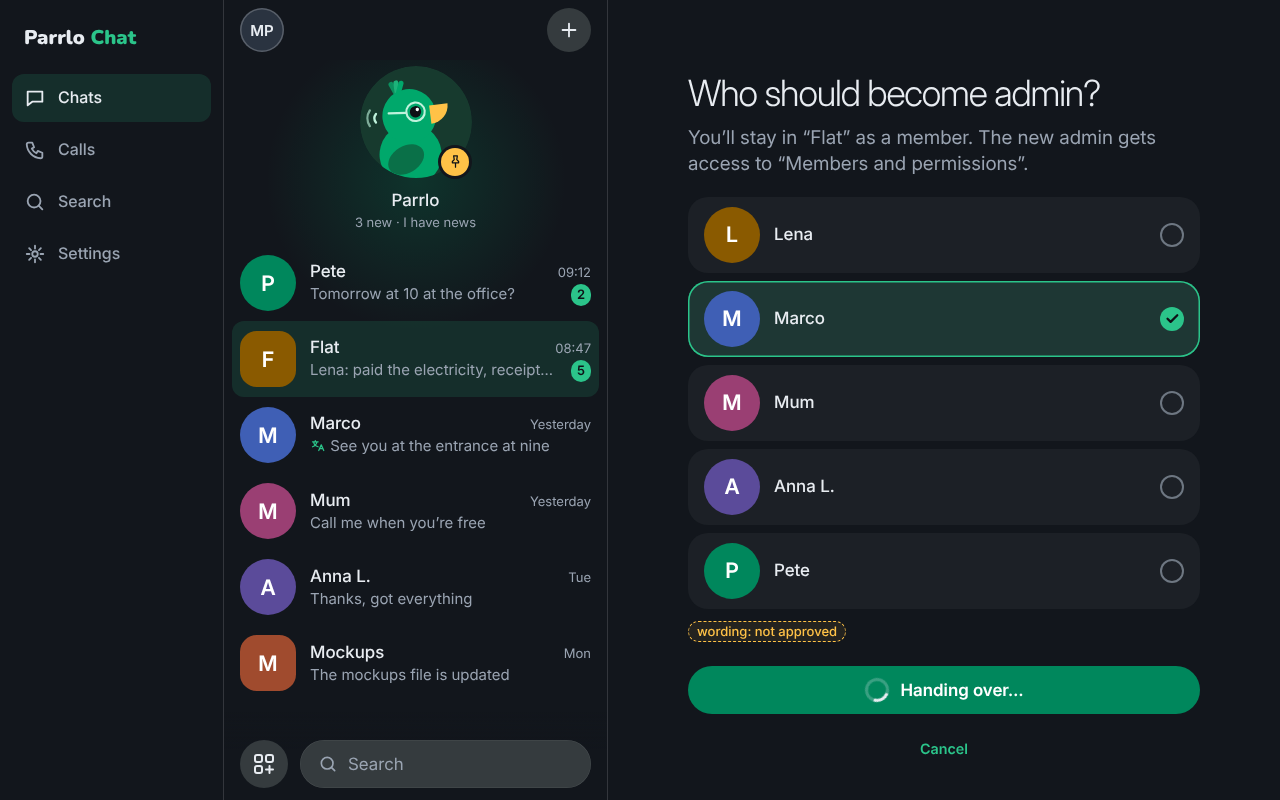 Parrlo Chat
Chats
Calls
Search
Settings
MP
Parrlo
3 new · I have news
P
Pete
09:12
Tomorrow at 10 at the office?
2
F
Flat
08:47
Lena: paid the electricity, receipt…
5
M
Marco
Yesterday
See you at the entrance at nine
M
Mum
Yesterday
Call me when you’re free
A
Anna L.
Tue
Thanks, got everything
M
Mockups
Mon
The mockups file is updated
Search
Who should become admin?
You’ll stay in “Flat” as a member. The new admin gets
access to “Members and permissions”.
L
Lena
M
Marco
M
Mum
A
Anna L.
P
Pete
wording: not approved
Handing over…
Cancel